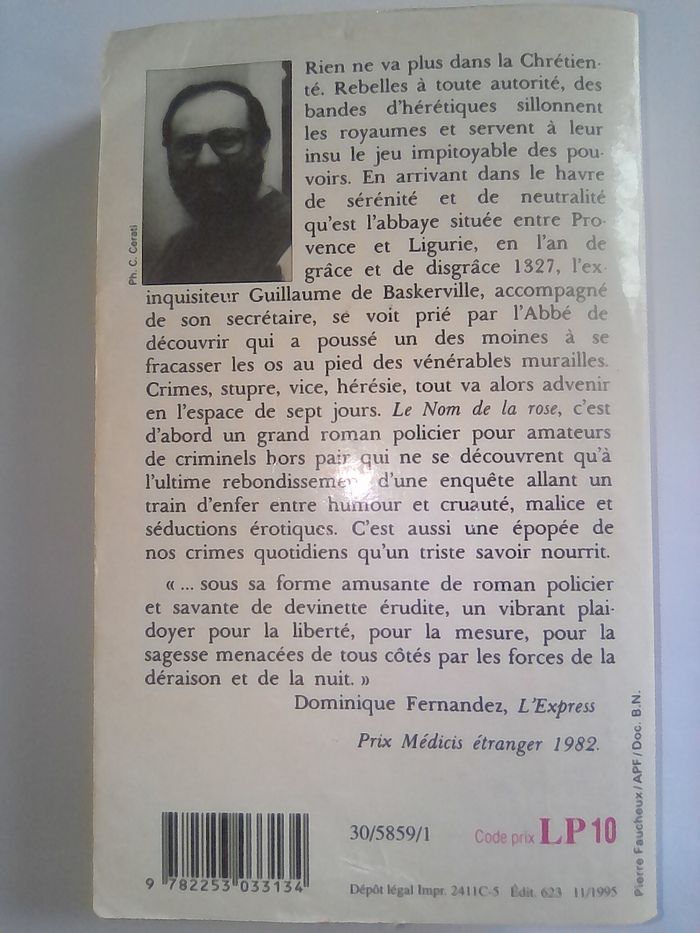 Rien ne va plus dans la Chrétien-
té. Rebelles à toute autorité, des
bandes d'hérétiques sillonnent
les royaumes et servent à leur
insu le jeu impitoyable des pou-
voirs. En arrivant dans le havre
de sérénité et de neutralité
qu'est l'abbaye située entre Pro-
vence et Ligurie, en l'an de
grâce et de disgrâce 1327, l'ex-
inquisiteur Guillaume de Baskerville, accompagné
de son secrétaire, se voit prié par l'Abbé de
découvrir qui a poussé un des moines à se
fracasser les os au pied des vénérables murailles.
Crimes, stupre, vice, hérésie, tout va alors advenir
en l'espace de sept jours. Le Nom de la rose, c'est
d'abord un grand roman policier pour amateurs
de criminels hors pair qui ne se découvrent qu'à
l'ultime rebondissement d'une enquête allant un
train d'enfer entre humour et cruauté, malice et
séductions érotiques. C'est aussi une épopée de
nos crimes quotidiens qu'un triste savoir nourrit.
« ... sous sa forme amusante de roman policier
et savante de devinette érudite, un vibrant plai-
doyer pour la liberté, pour la mesure, pour la
sagesse menacées de tous côtés par les forces de la
déraison et de la nuit. »
Dominique Fernandez, L'Express
Prix Médicis étranger 1982.
Ph. C. Cerati
Pierre Faucheux/APF/Doc. B.N.
30/5859/1
Code prix LP 10
9 782253 033134
Dépôt légal Impr. 2411C-5 Édit. 623 11/1995